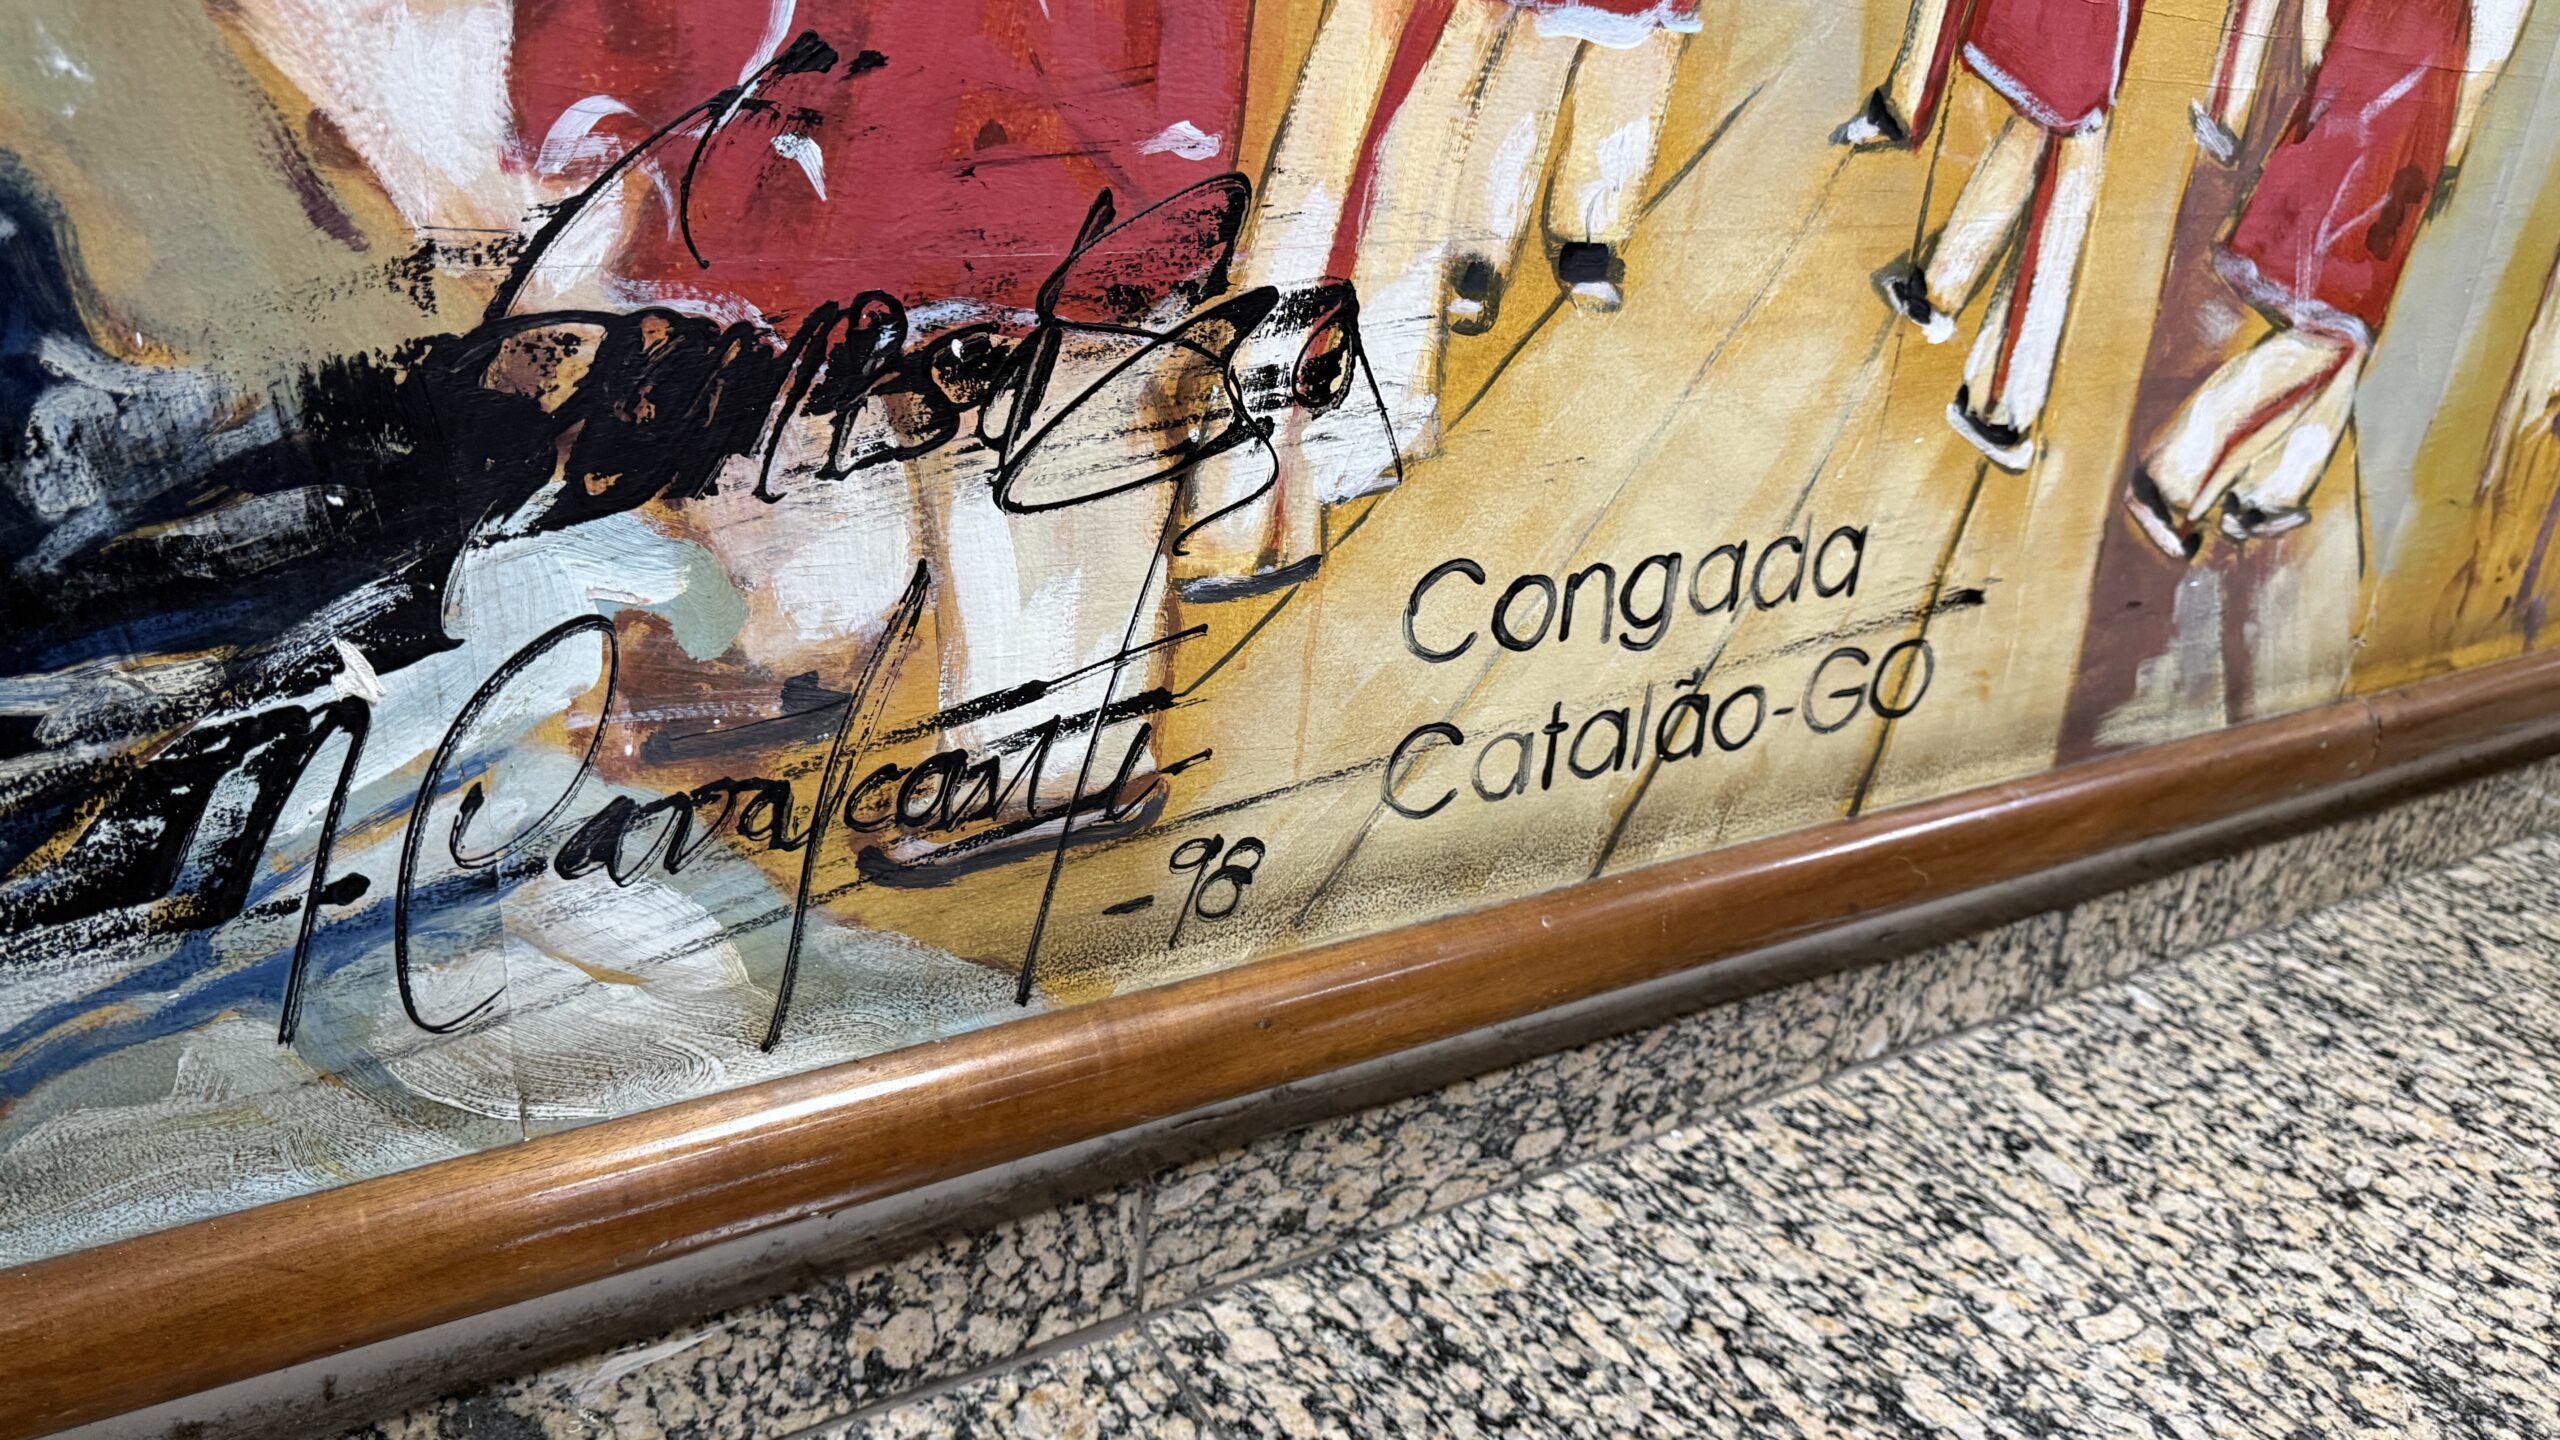 M. Cavalcanti
-98
Congada
Catalão-GO